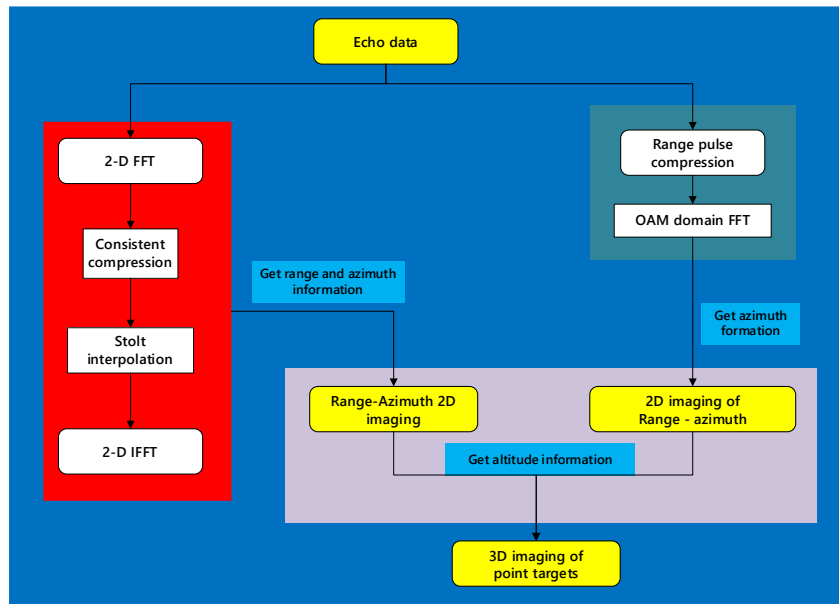 Echo data
2-D FFT
Consistent
compression
Stolt
interpolation
2-D IFFT
Get range and azimuth
information
Range pulse
compression
OAM domain FFT
Get azimuth
formation
Range-Azimuth 2D
imaging
2D imaging of
Range - azimuth
Get altitude information
3D imaging of
point targets